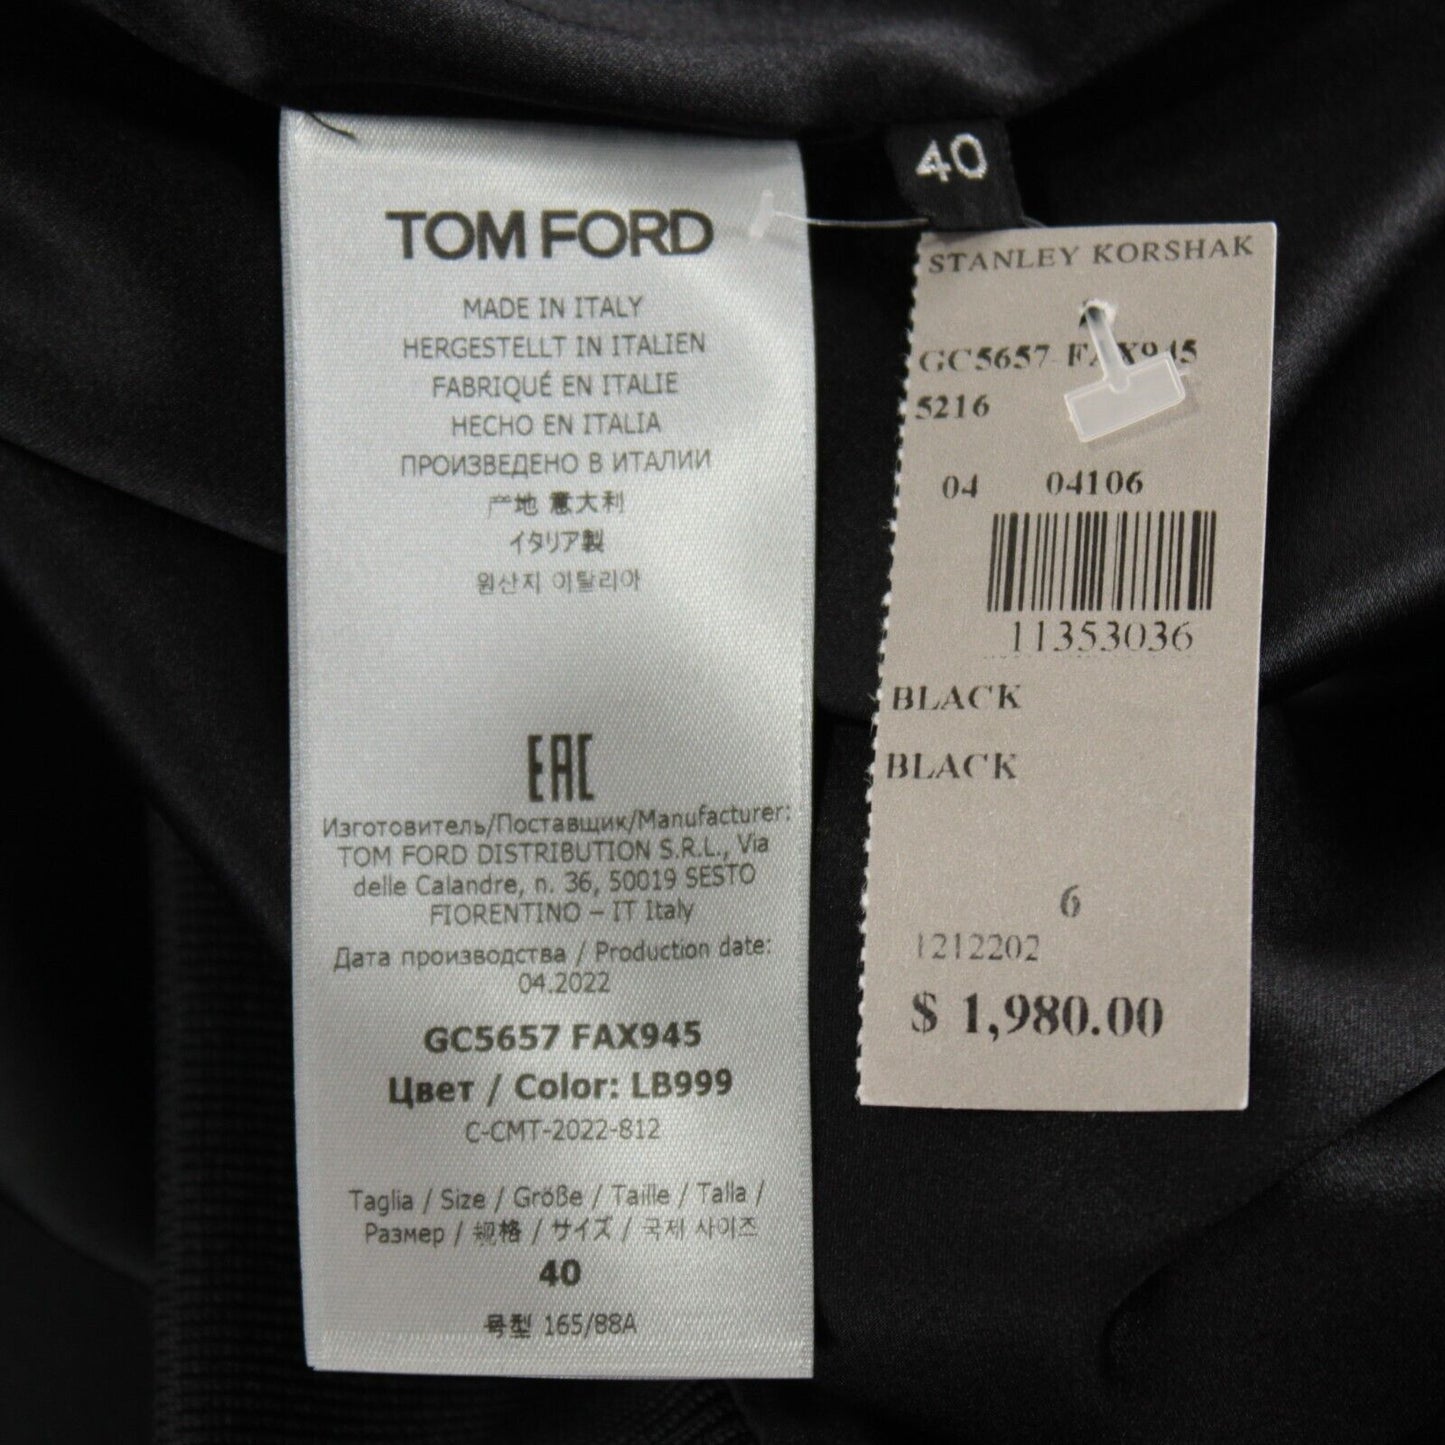 TOM FORD
MADE IN ITALY
HERGESTELLT IN ITALIEN
FABRIQUÉ EN ITALIE
HECHO EN ITALIA
ПРОИЗВЕДЕНО В ИТАЛИИ
产地 意大利
イタリア製
원산지 이탈리아
EAC
Изготовитель/Поставщик/Manufacturer:
TOM FORD DISTRIBUTION S.R.L., Via
delle Calandre, n. 36, 50019 SESTO
FIORENTINO – IT Italy
Дата производства / Production date:
04.2022
GC5657 FAX945
Цвет / Color: LB999
C-CMT-2022-812
Taglia / Size / Größe / Taille / Talla /
Размер / 规格 / サイズ / 국제 사이즈
40
号型 165/88A
40
STANLEY KORSHAK
GC5657-FAX945
5216
04 04106
11353036
BLACK
BLACK
6
1212202
$ 1,980.00